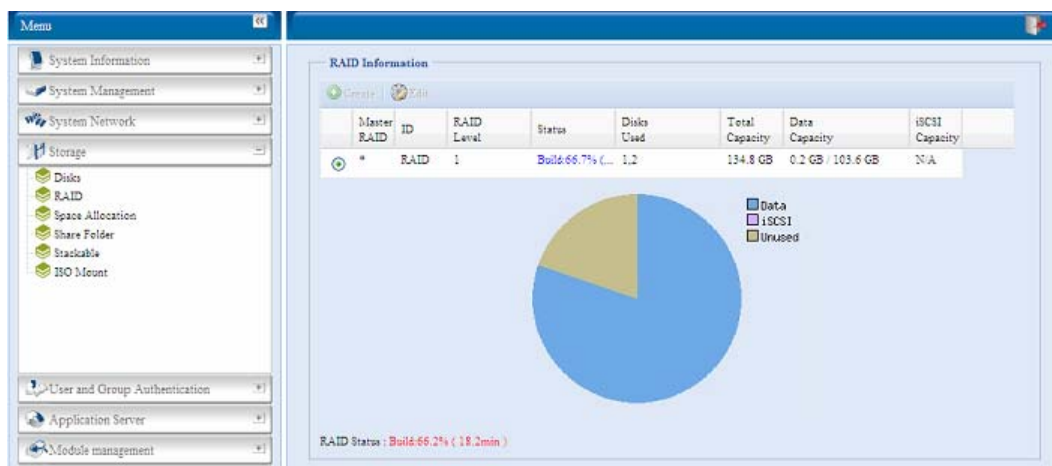 Menu
System Information
System Management
System Network
Storage
Disks
RAID
Space Allocation
Share Folder
Stackable
ISO Mount
User and Group Authentication
Application Server
Module management
RAID Information
Create Edit
Master RAID ID RAID Level Status Disks Used Total Capacity Data Capacity iSCSI Capacity
* RAID 1 Build:66.7% (... 1,2 134.8 GB 0.2 GB / 103.6 GB N/A
Data
iSCSI
Unused
RAID Status : Build:66.2% ( 18.2min )